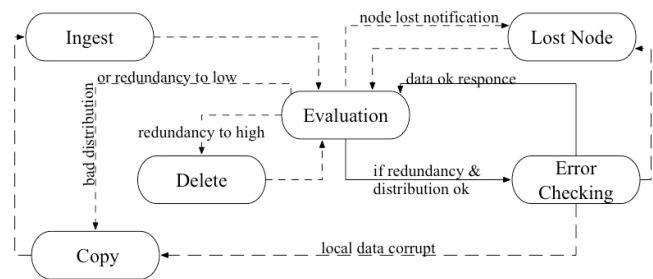 node lost notification
Ingest
Lost Node
or redundancy to low
data ok responce
Evaluation
bad distribution
redundancy to high
Delete
if redundancy &
distribution ok
Error
Checking
Copy
local data corrupt